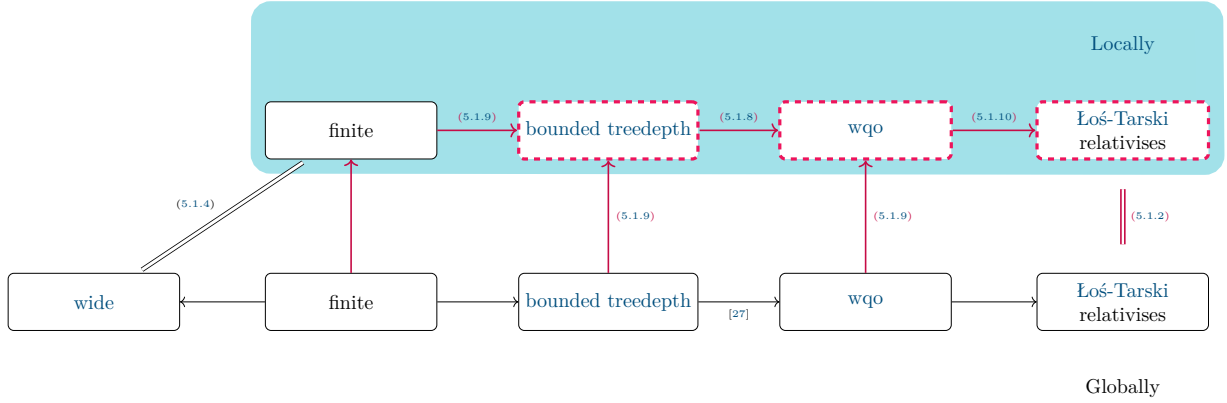 Locally
(5.1.9)
(5.1.8)
(5.1.10)
finite
bounded treedepth
wqo
Łoś-Tarski
relativises
(5.1.4)
(5.1.9)
(5.1.9)
(5.1.2)
wide
finite
bounded treedepth
wqo
Łoś-Tarski
relativises
[27]
Globally